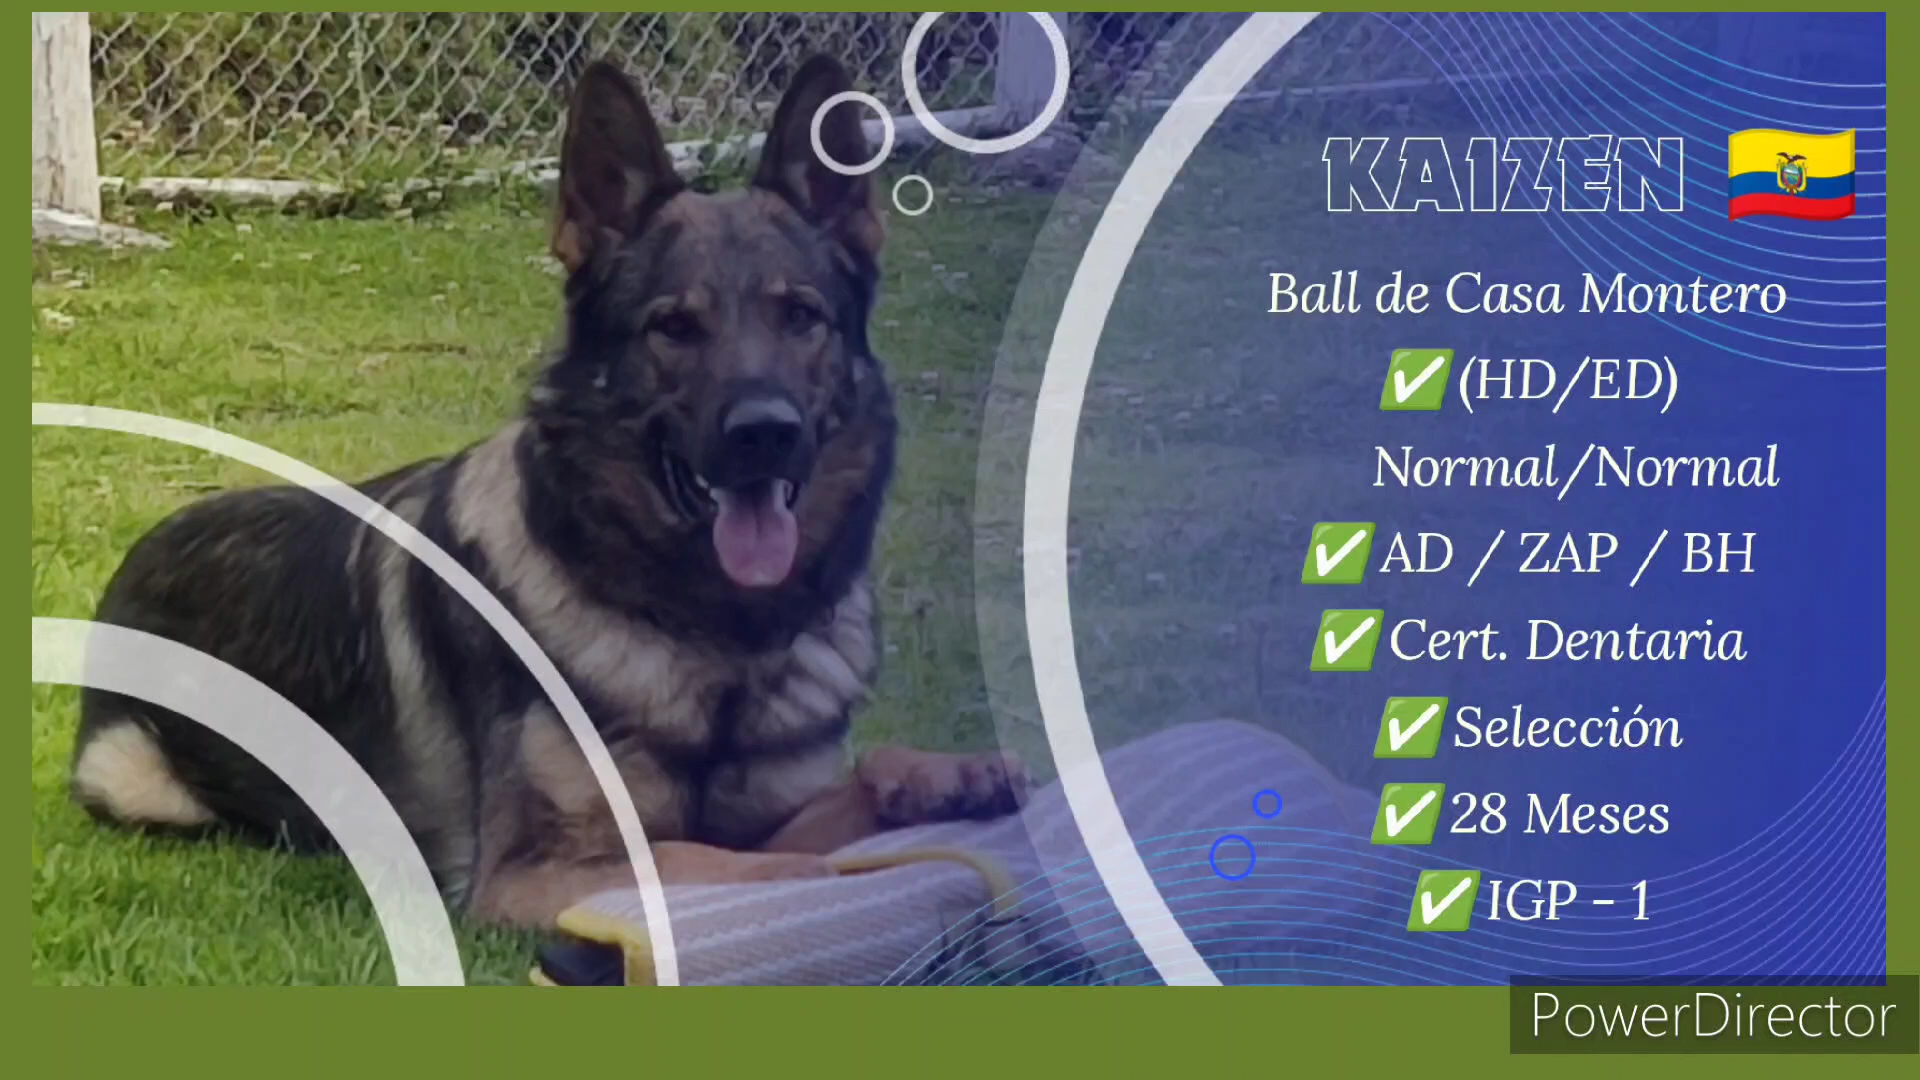 KAIZÉN 🇪🇨
Ball de Casa Montero
✅ (HD/ED)
Normal/Normal
✅ AD / ZAP / BH
✅ Cert. Dentaria
✅ Selección
✅ 28 Meses
✅ IGP - 1
PowerDirector